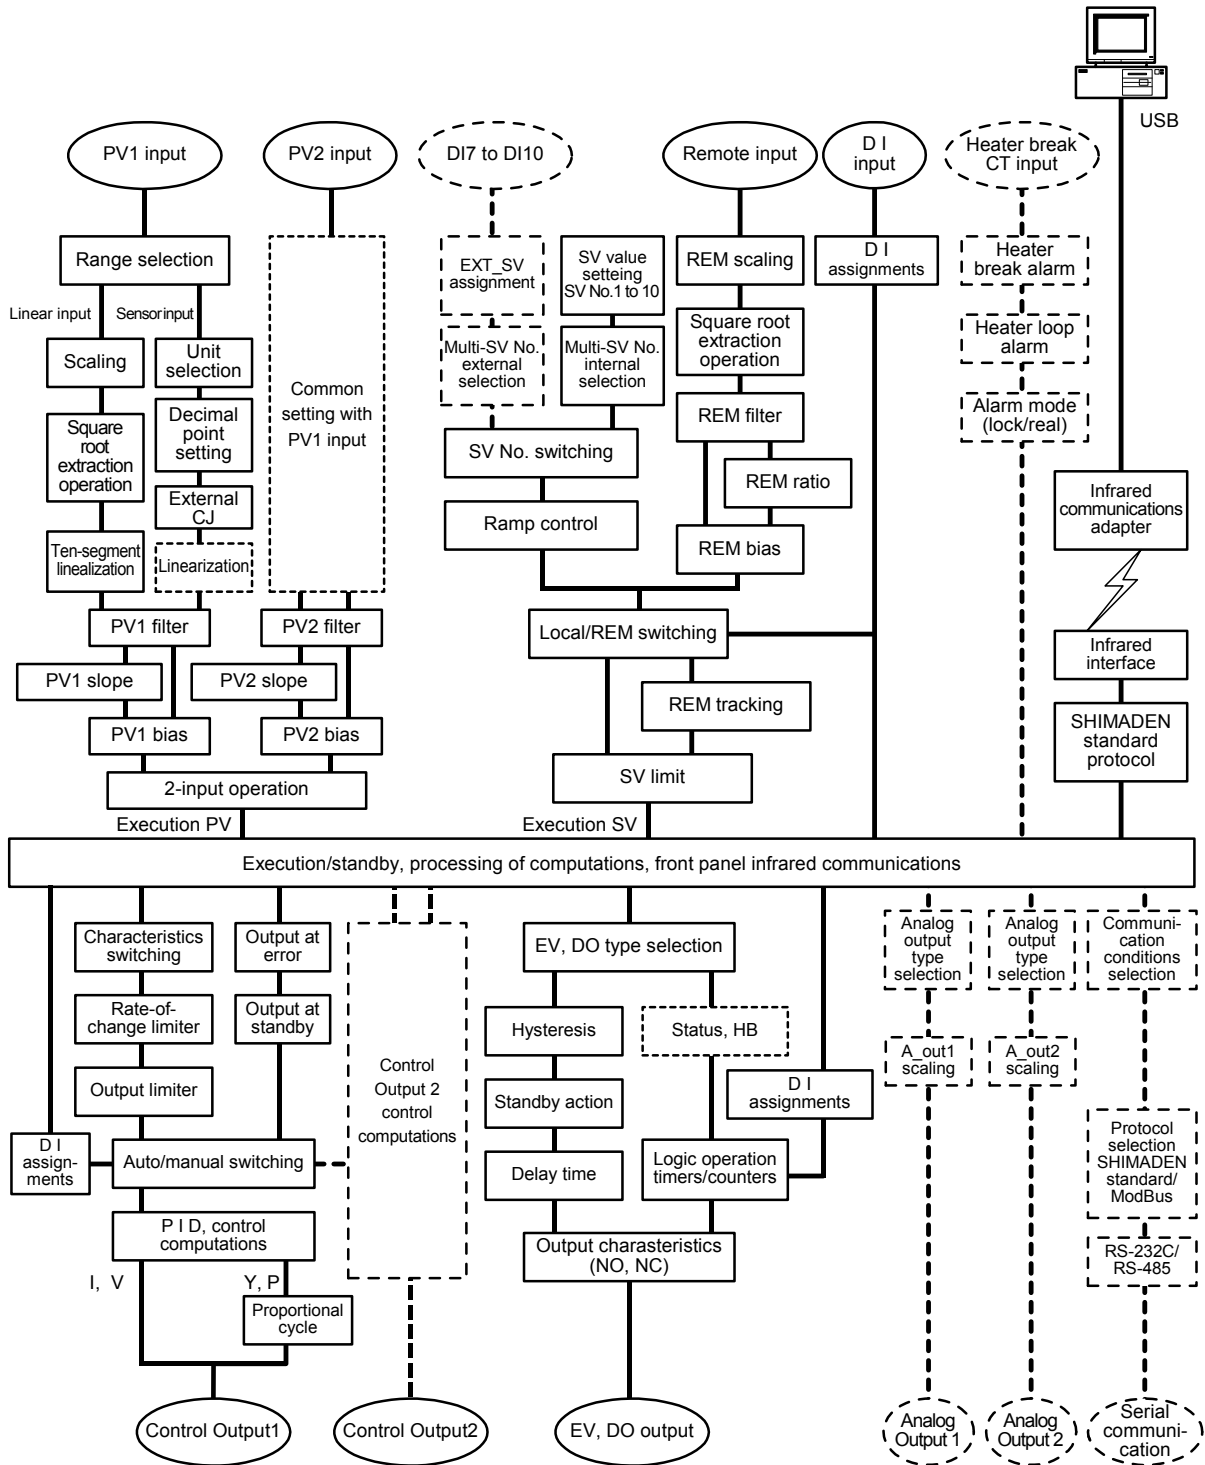 USB
PV1 input
PV2 input
DI7 to DI10
Remote input
D I
input
Heater break
CT input
Range selection
EXT_SV
assignment
SV value
setteing
SV No.1 to 10
REM scaling
D I
assignments
Heater
break alarm
Linear input
Sensor input
Scaling
Unit
selection
Common
setting with
PV1 input
Multi-SV No.
external
selection
Multi-SV No.
internal
selection
Square root
extraction
operation
Heater loop
alarm
Square
root
extraction
operation
Decimal
point
setting
SV No. switching
REM filter
Alarm mode
(lock/real)
External
CJ
Ramp control
REM ratio
Infrared
communications
adapter
Ten-segment
linealization
Linearization
REM bias
PV1 filter
PV2 filter
Local/REM switching
Infrared
interface
PV1 slope
PV2 slope
REM tracking
SHIMADEN
standard
protocol
PV1 bias
PV2 bias
2-input operation
SV limit
Execution PV
Execution SV
Execution/standby, processing of computations, front panel infrared communications
Characteristics
switching
Output at
error
EV, DO type selection
Analog
output
type
selection
Analog
output
type
selection
Communi-
cation
conditions
selection
Rate-of-
change limiter
Output at
standby
Hysteresis
Status, HB
A_out1
scaling
A_out2
scaling
Output limiter
Control
Output 2
control
computations
Standby action
D I
assignments
D I
assign-
ments
Auto/manual switching
Delay time
Logic operation
timers/counters
Protocol
selection
SHIMADEN
standard/
ModBus
P I D, control
computations
Output charasteristics
(NO, NC)
RS-232C/
RS-485
I, V
Y, P
Proportional
cycle
Control Output1
Control Output2
EV, DO output
Analog
Output 1
Analog
Output 2
Serial
communi-
cation